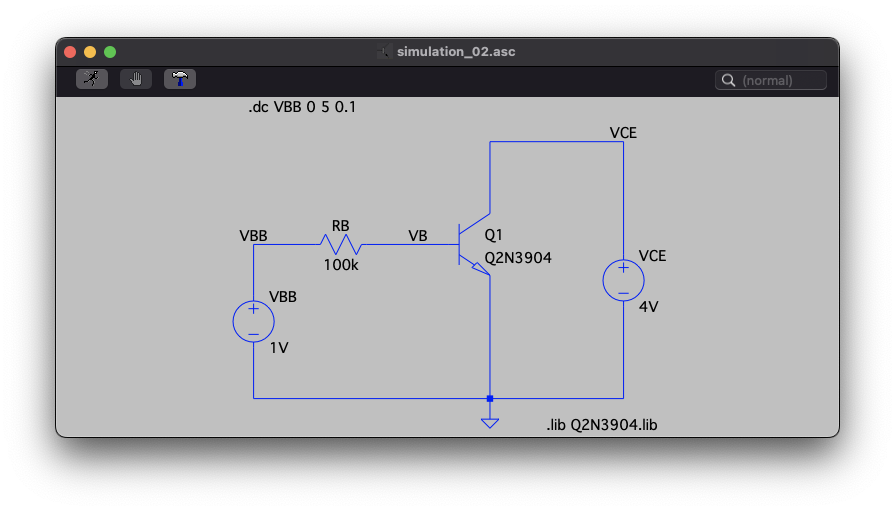 simulation_02.asc
(normal)
.dc VBB 0 5 0.1
VCE
RB
VBB
VB
Q1
100k
Q2N3904
VCE
VBB
4V
1V
.lib Q2N3904.lib